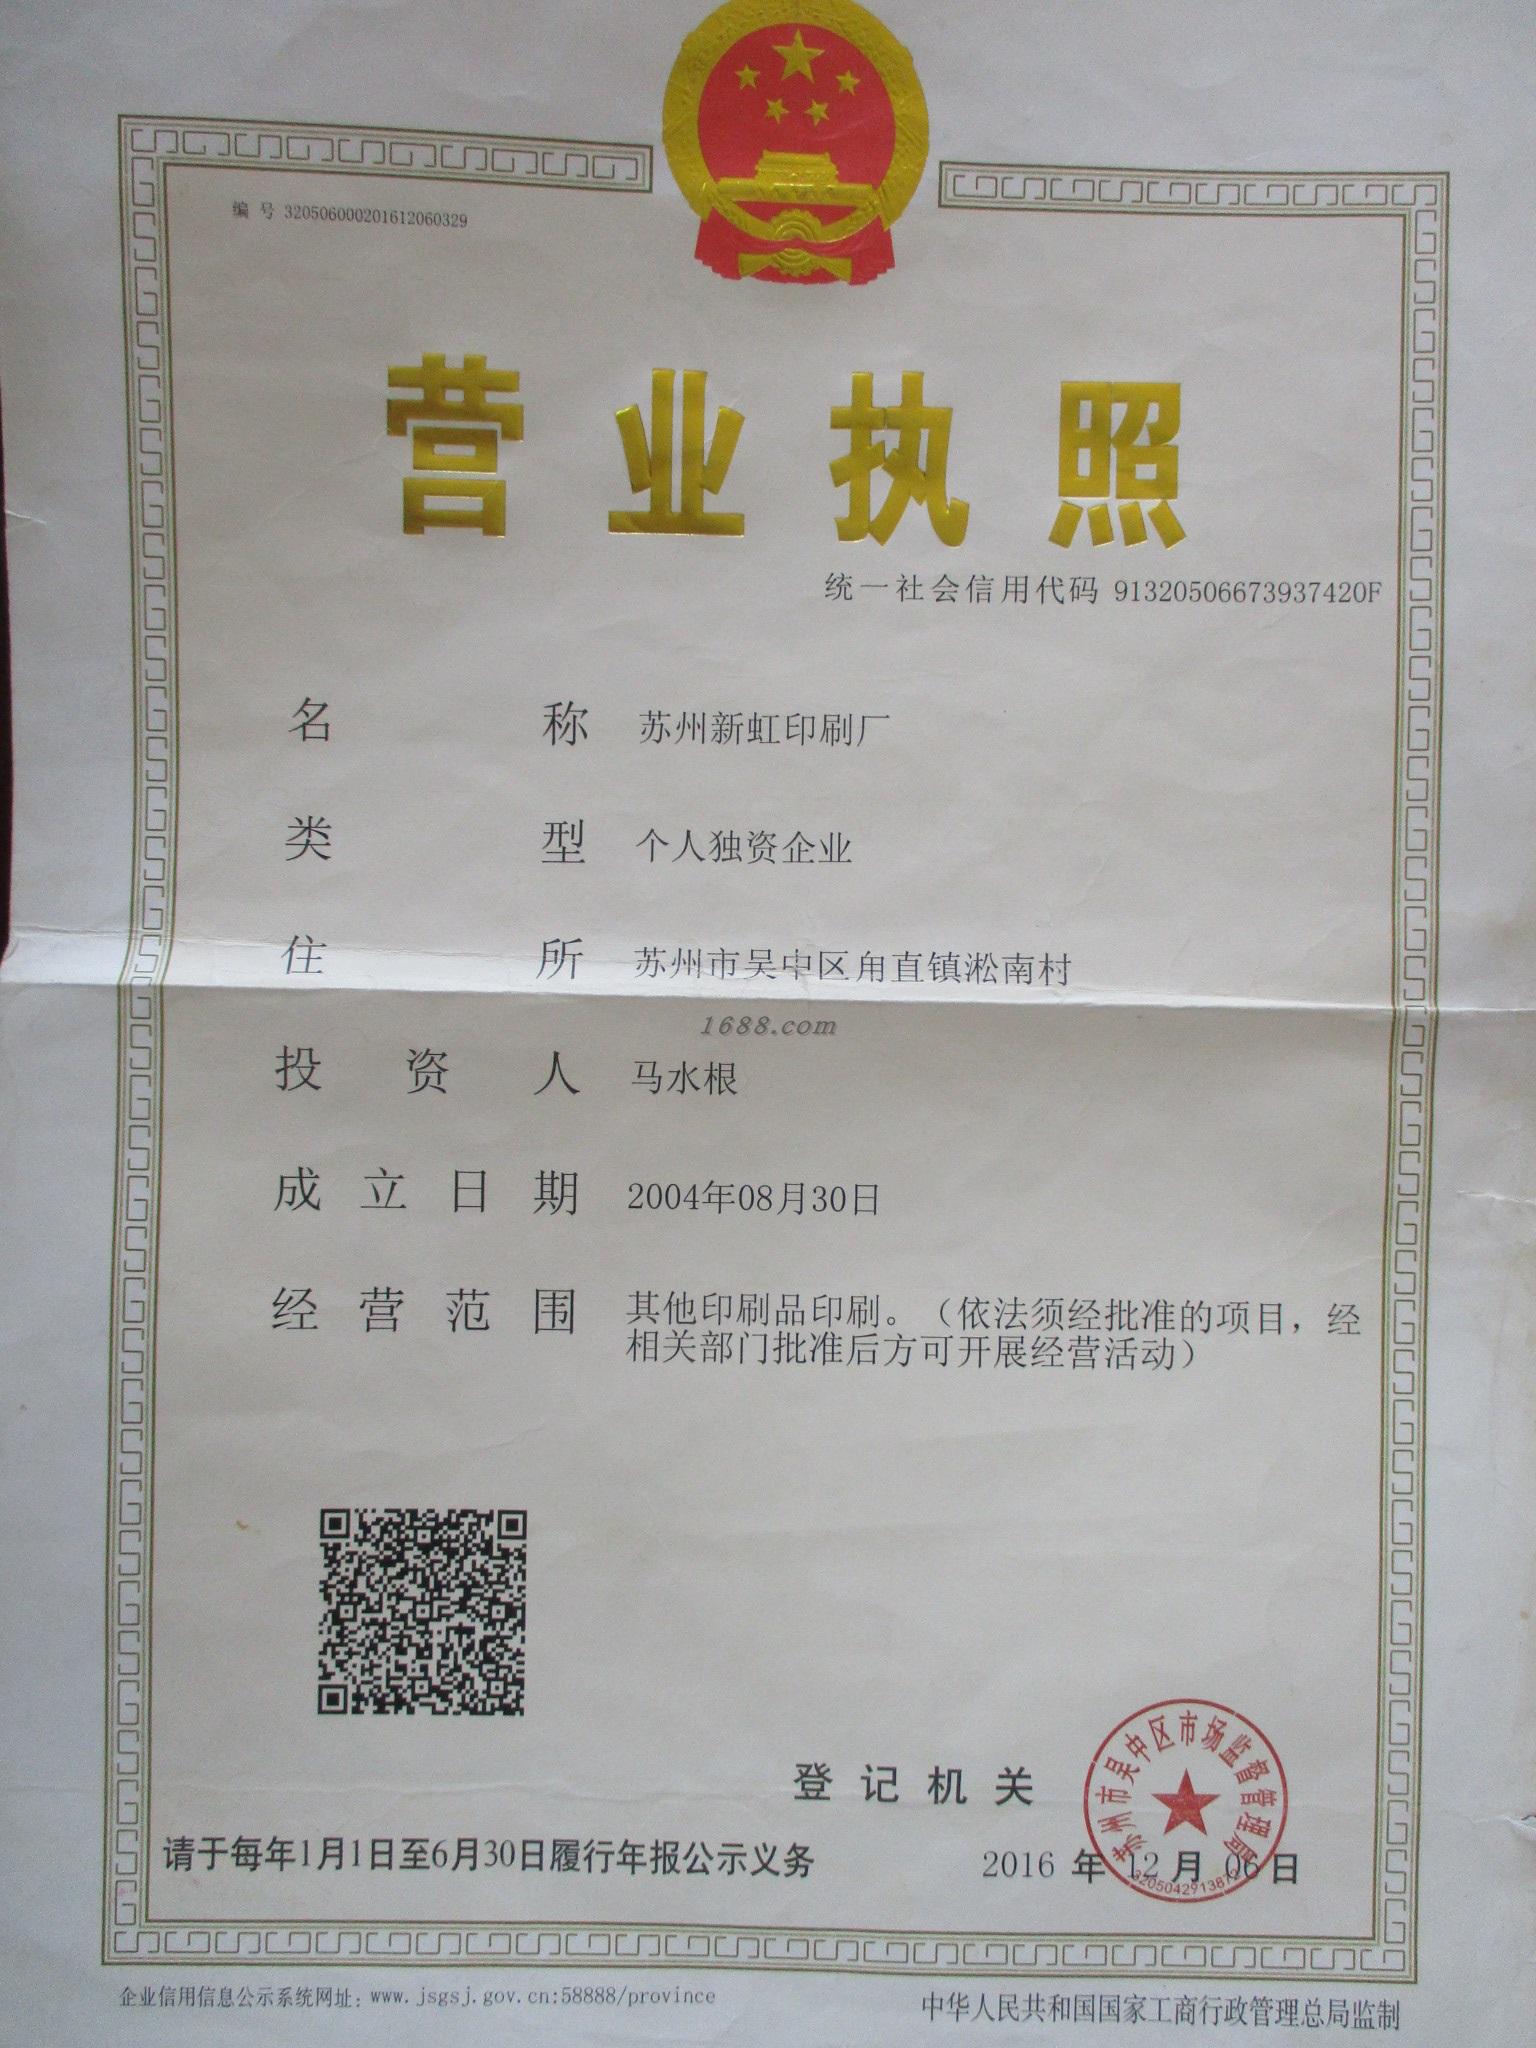 编 号 320506000201612060329
营业执照
统一社会信用代码 91320506673937420F
名称 苏州新虹印刷厂
类型 个人独资企业
住所 苏州市吴中区甪直镇淞南村
1688.com
投资人 马水根
成立日期 2004年08月30日
经营范围 其他印刷品印刷。（依法须经批准的项目，经
相关部门批准后方可开展经营活动）
苏州市吴中区市场监督管理局
登记机关
请于每年1月1日至6月30日履行年报公示义务
2016 年 12 月 06 日
3205042913872
企业信用信息公示系统网址：www.jsgsj.gov.cn:58888/province
中华人民共和国国家工商行政管理总局监制